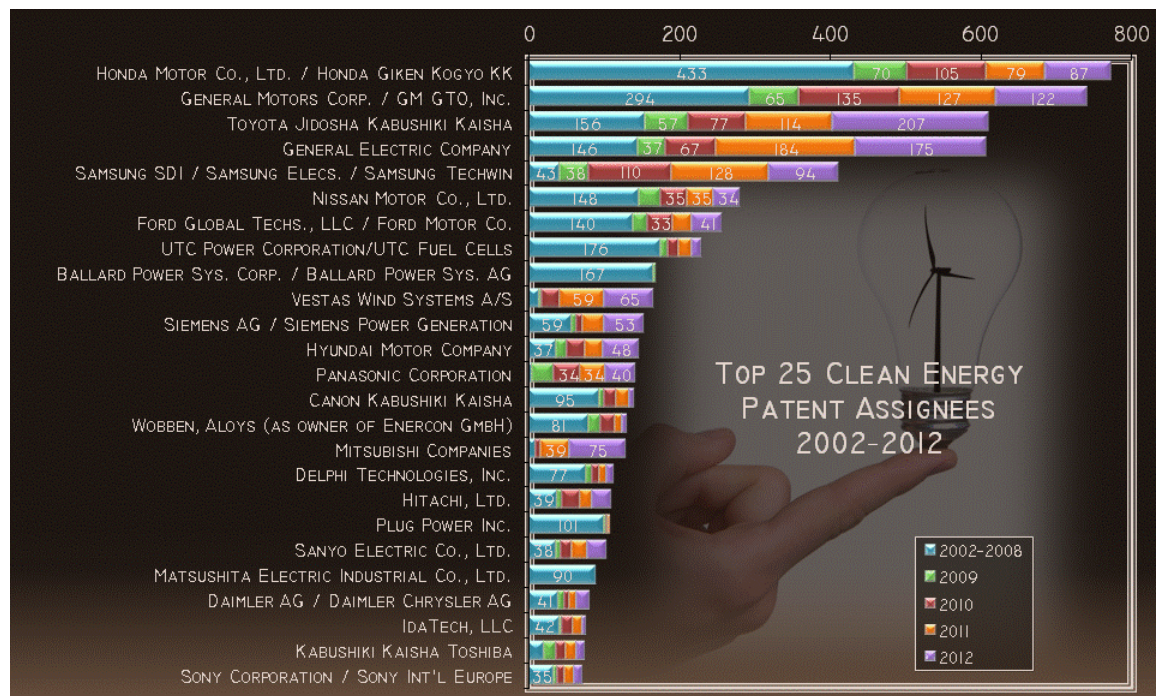 0 200 400 600 800
Honda Motor Co., Ltd. / Honda Giken Kogyo KK 433 70 105 79 87
General Motors Corp. / GM GTO, Inc. 294 65 135 127 122
Toyota Jidosha Kabushiki Kaisha 156 57 77 114 207
General Electric Company 146 37 67 184 175
Samsung SDI / Samsung Elecs. / Samsung Techwin 43 38 110 128 94
Nissan Motor Co., Ltd. 148 35 35 34
Ford Global Techs., LLC / Ford Motor Co. 140 33 41
UTC Power Corporation/UTC Fuel Cells 176
Ballard Power Sys. Corp. / Ballard Power Sys. AG 167
Vestas Wind Systems A/S 59 65
Siemens AG / Siemens Power Generation 59 53
Hyundai Motor Company 37 48
Panasonic Corporation 34 34 40
Top 25 Clean Energy
Patent Assignees
2002-2012
Canon Kabushiki Kaisha 95
Wobben, Aloys (as owner of Enercon GmbH) 81
Mitsubishi Companies 39 75
Delphi Technologies, Inc. 77
Hitachi, Ltd. 39
Plug Power Inc. 101
Sanyo Electric Co., Ltd. 38
Matsushita Electric Industrial Co., Ltd. 90
Daimler AG / Daimler Chrysler AG 41
IdaTech, LLC 42
Kabushiki Kaisha Toshiba
Sony Corporation / Sony Int'l Europe 35
2002-2008
2009
2010
2011
2012